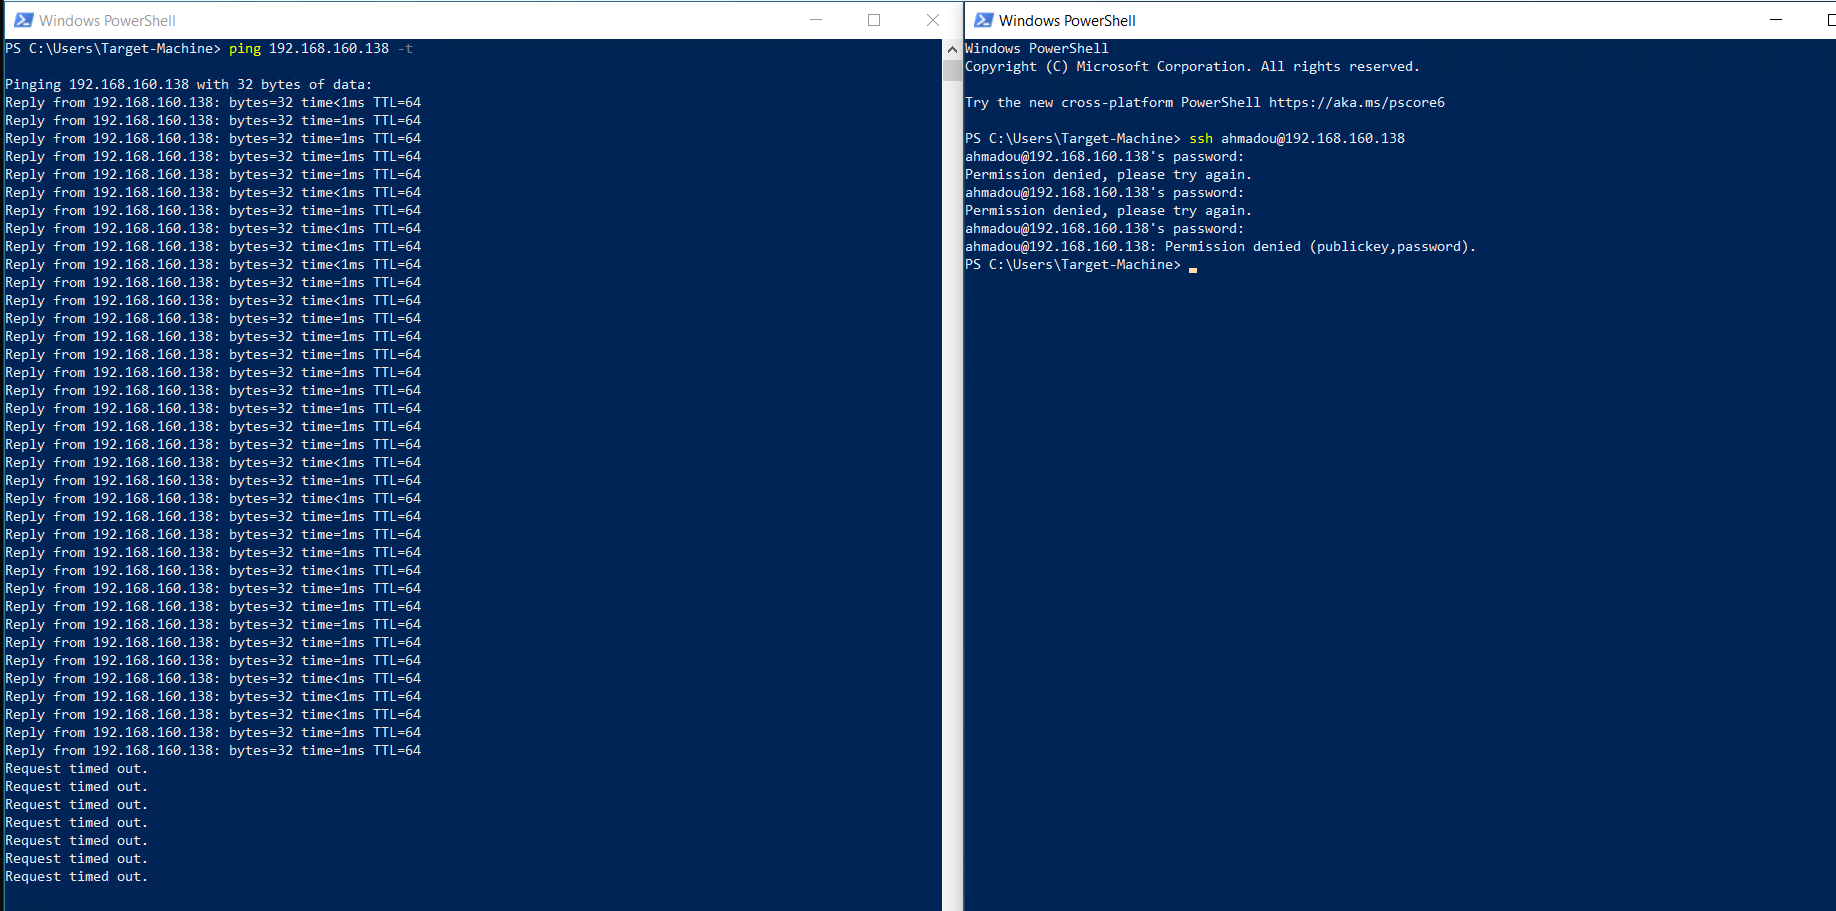 Windows PowerShell
PS C:\Users\Target-Machine> ping 192.168.160.138 -t
Pinging 192.168.160.138 with 32 bytes of data:
Reply from 192.168.160.138: bytes=32 time<1ms TTL=64
Reply from 192.168.160.138: bytes=32 time=1ms TTL=64
Reply from 192.168.160.138: bytes=32 time<1ms TTL=64
Reply from 192.168.160.138: bytes=32 time=1ms TTL=64
Reply from 192.168.160.138: bytes=32 time=1ms TTL=64
Reply from 192.168.160.138: bytes=32 time<1ms TTL=64
Reply from 192.168.160.138: bytes=32 time=1ms TTL=64
Reply from 192.168.160.138: bytes=32 time<1ms TTL=64
Reply from 192.168.160.138: bytes=32 time<1ms TTL=64
Reply from 192.168.160.138: bytes=32 time<1ms TTL=64
Reply from 192.168.160.138: bytes=32 time=1ms TTL=64
Reply from 192.168.160.138: bytes=32 time<1ms TTL=64
Reply from 192.168.160.138: bytes=32 time=1ms TTL=64
Reply from 192.168.160.138: bytes=32 time=1ms TTL=64
Reply from 192.168.160.138: bytes=32 time=1ms TTL=64
Reply from 192.168.160.138: bytes=32 time=1ms TTL=64
Reply from 192.168.160.138: bytes=32 time=1ms TTL=64
Reply from 192.168.160.138: bytes=32 time=1ms TTL=64
Reply from 192.168.160.138: bytes=32 time=1ms TTL=64
Reply from 192.168.160.138: bytes=32 time=1ms TTL=64
Reply from 192.168.160.138: bytes=32 time<1ms TTL=64
Reply from 192.168.160.138: bytes=32 time=1ms TTL=64
Reply from 192.168.160.138: bytes=32 time<1ms TTL=64
Reply from 192.168.160.138: bytes=32 time=1ms TTL=64
Reply from 192.168.160.138: bytes=32 time=1ms TTL=64
Reply from 192.168.160.138: bytes=32 time=1ms TTL=64
Reply from 192.168.160.138: bytes=32 time<1ms TTL=64
Reply from 192.168.160.138: bytes=32 time=1ms TTL=64
Reply from 192.168.160.138: bytes=32 time=1ms TTL=64
Reply from 192.168.160.138: bytes=32 time=1ms TTL=64
Reply from 192.168.160.138: bytes=32 time=1ms TTL=64
Reply from 192.168.160.138: bytes=32 time=1ms TTL=64
Reply from 192.168.160.138: bytes=32 time<1ms TTL=64
Reply from 192.168.160.138: bytes=32 time<1ms TTL=64
Reply from 192.168.160.138: bytes=32 time<1ms TTL=64
Reply from 192.168.160.138: bytes=32 time=1ms TTL=64
Reply from 192.168.160.138: bytes=32 time=1ms TTL=64
Request timed out.
Request timed out.
Request timed out.
Request timed out.
Request timed out.
Request timed out.
Request timed out.
Windows PowerShell
Windows PowerShell
Copyright (C) Microsoft Corporation. All rights reserved.
Try the new cross-platform PowerShell https://aka.ms/pscore6
PS C:\Users\Target-Machine> ssh ahmadou@192.168.160.138
ahmadou@192.168.160.138's password:
Permission denied, please try again.
ahmadou@192.168.160.138's password:
Permission denied, please try again.
ahmadou@192.168.160.138's password:
ahmadou@192.168.160.138: Permission denied (publickey,password).
PS C:\Users\Target-Machine>